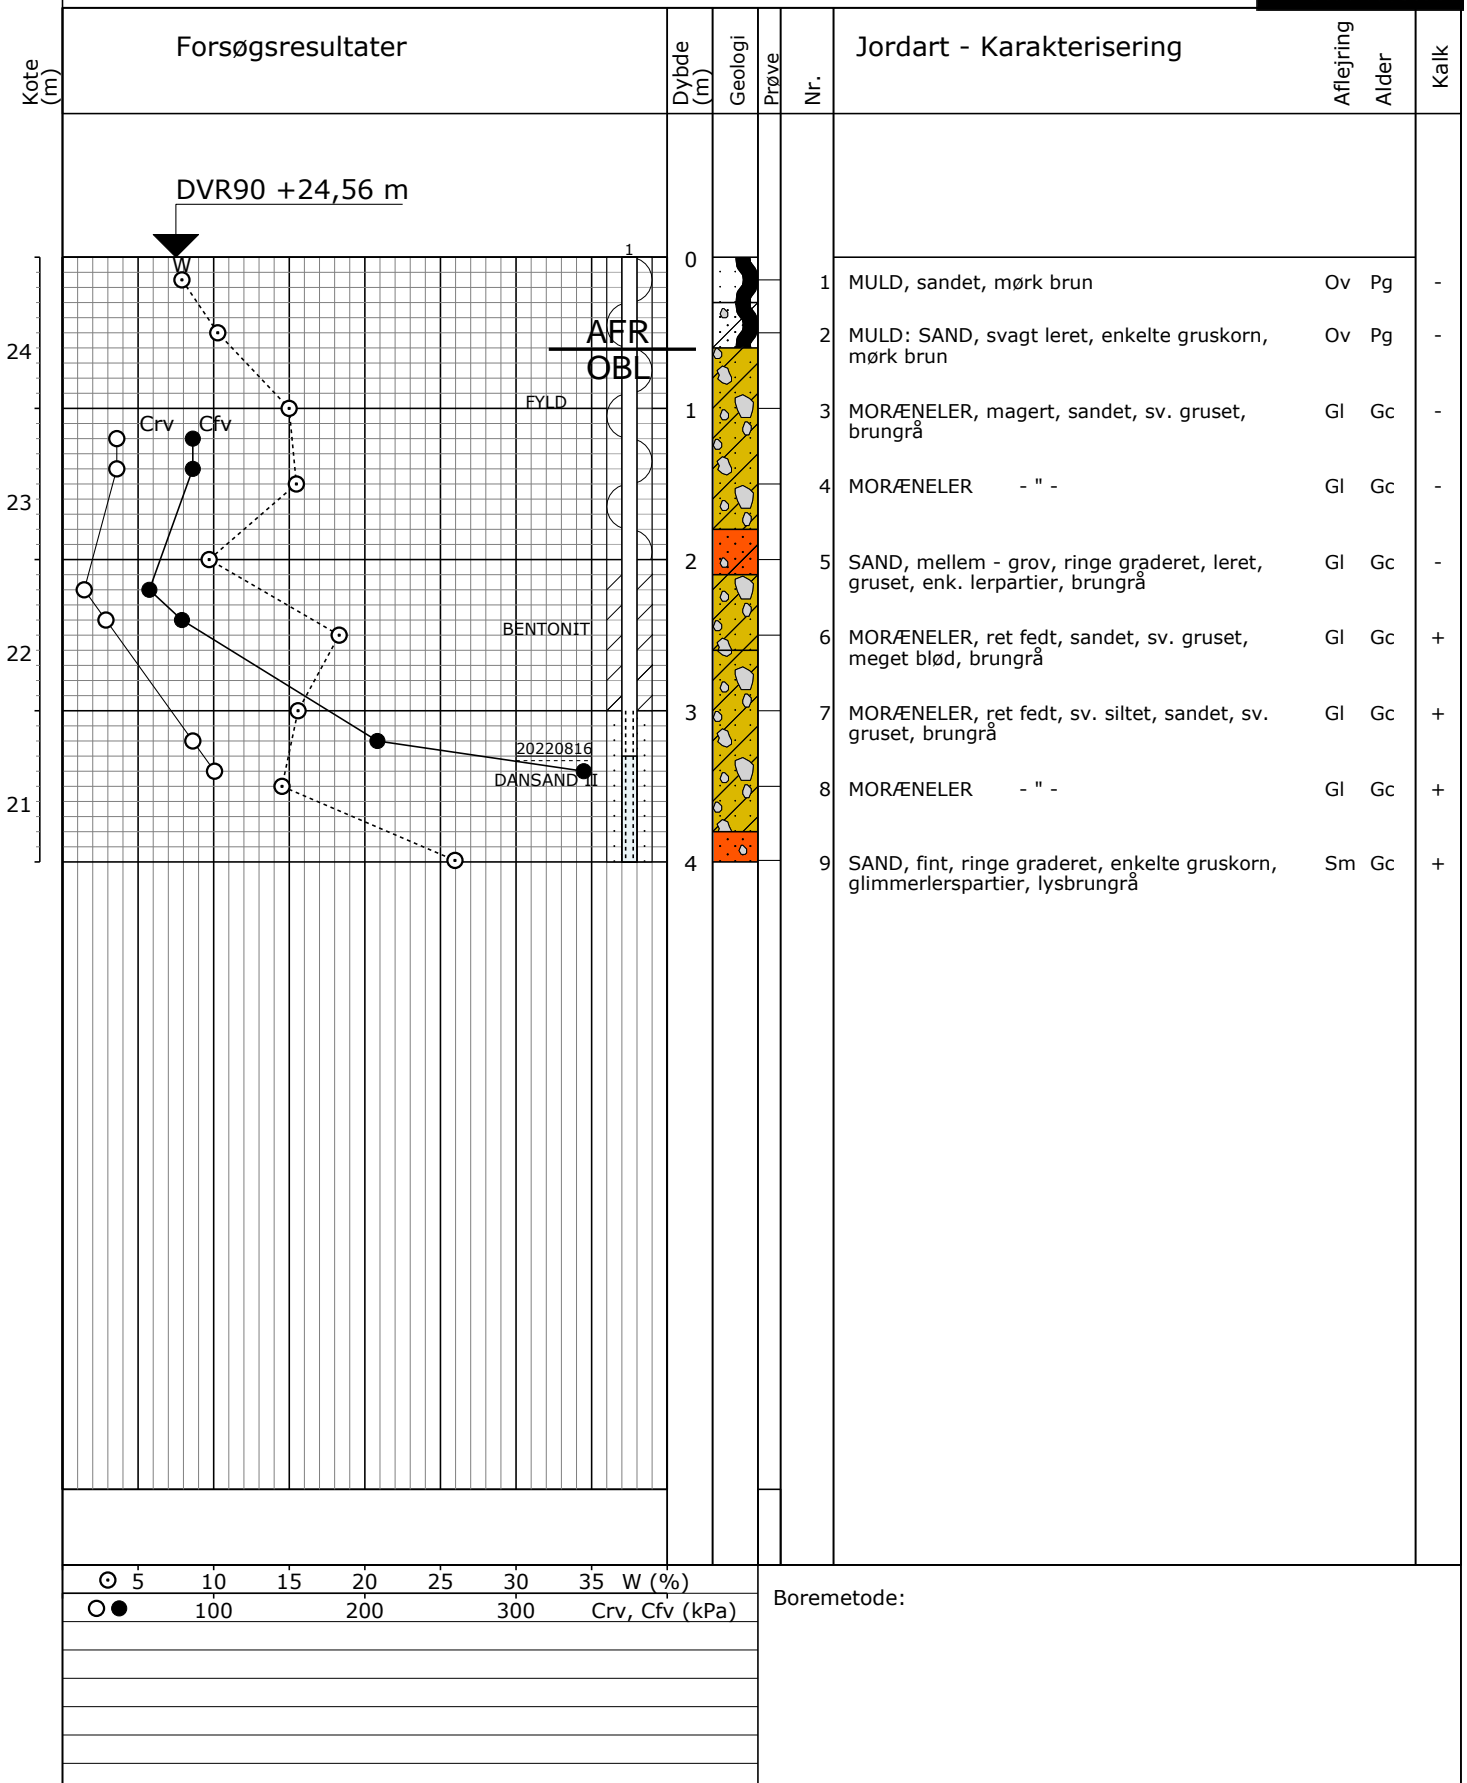 Kote (m)
Forsøgsresultater
Dybde (m)
Geologi
Prøve
Nr.
Jordart - Karakterisering
Aflejring
Alder
Kalk
DVR90 +24,56 m
W
1
0
1 MULD, sandet, mørk brun Ov Pg -
AFR
24
OBL
2 MULD: SAND, svagt leret, enkelte gruskorn,
mørk brun Ov Pg -
FYLD
1
Crv Cfv
3 MORÆNELER, magert, sandet, sv. gruset,
brungrå Gl Gc -
23
4 MORÆNELER - " - Gl Gc -
2
5 SAND, mellem - grov, ringe graderet, leret,
gruset, enk. lerpartier, brungrå Gl Gc -
BENTONIT
22
6 MORÆNELER, ret fedt, sandet, sv. gruset,
meget blød, brungrå Gl Gc +
3
7 MORÆNELER, ret fedt, sv. siltet, sandet, sv.
gruset, brungrå Gl Gc +
20220816
DANSAND II
21
8 MORÆNELER - " - Gl Gc +
4
9 SAND, fint, ringe graderet, enkelte gruskorn,
glimmerlerspartier, lysbrungrå Sm Gc +
5 10 15 20 25 30 35 W (%)
100 200 300 Crv, Cfv (kPa)
Boremetode: